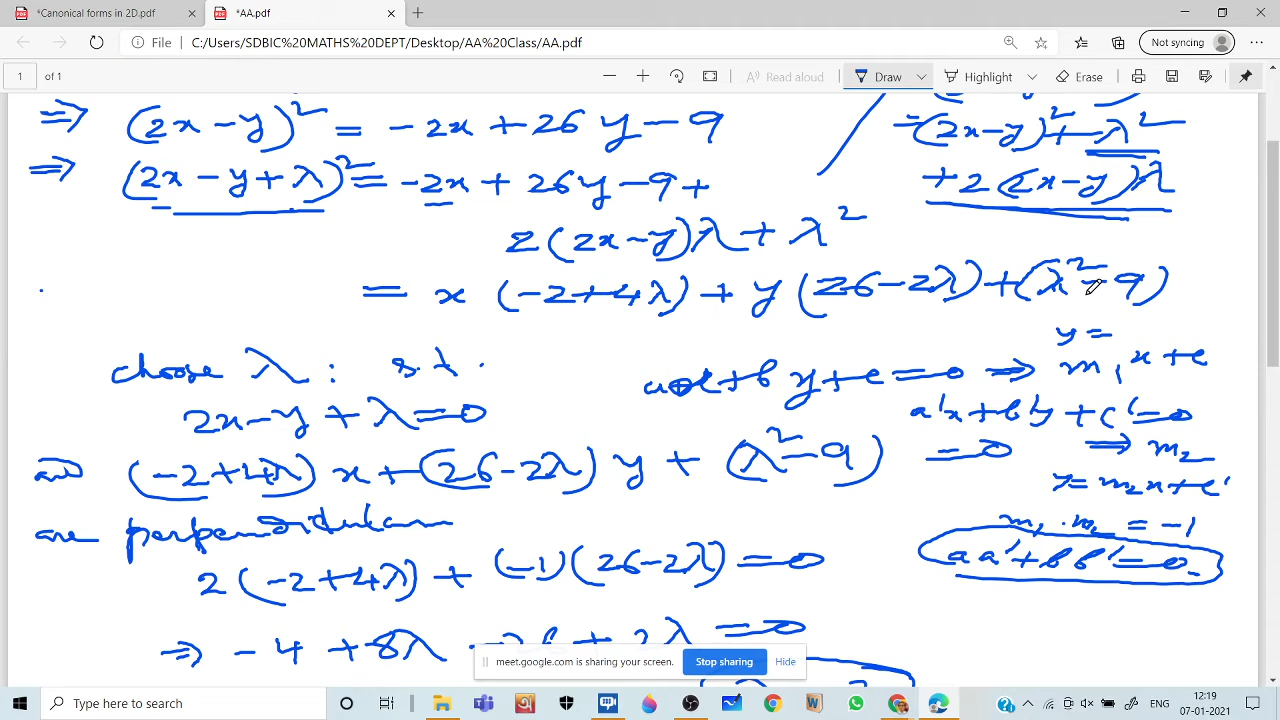 *Canonical forms in 2D.pdf
*AA.pdf
File | C:/Users/SDBIC%20MATHS%20DEPT/Desktop/AA%20Class/AA.pdf
Not syncing
1 of 1
Read aloud
Draw
Highlight
Erase
⇒ (2x-y)² = -2x+26y-9
=(2x-y)²+λ²
⇒ (2x-y+λ)² = -2x+26y-9+
+2(2x-y)λ
2(2x-y)λ+λ²
= x(-2+4λ)+y(26-2λ)+(λ²-9)
choose λ: s.t.
ax+by+c=0 ⇒ y= m₁x+c
2x-y+λ=0
a'x+b'y+c'=0
⇒ m₂
and (-2+4λ)x+(26-2λ)y+(λ²-9)=0
y=m₂x+c'
are perpendicular
m₁.m₂=-1
2(-2+4λ)+(-1)(26-2λ)=0
aa'+bb'=0
⇒ -4+8λ-26+2λ=0
meet.google.com is sharing your screen.
Stop sharing
Hide
Type here to search
ENG
12:19
07-01-2021